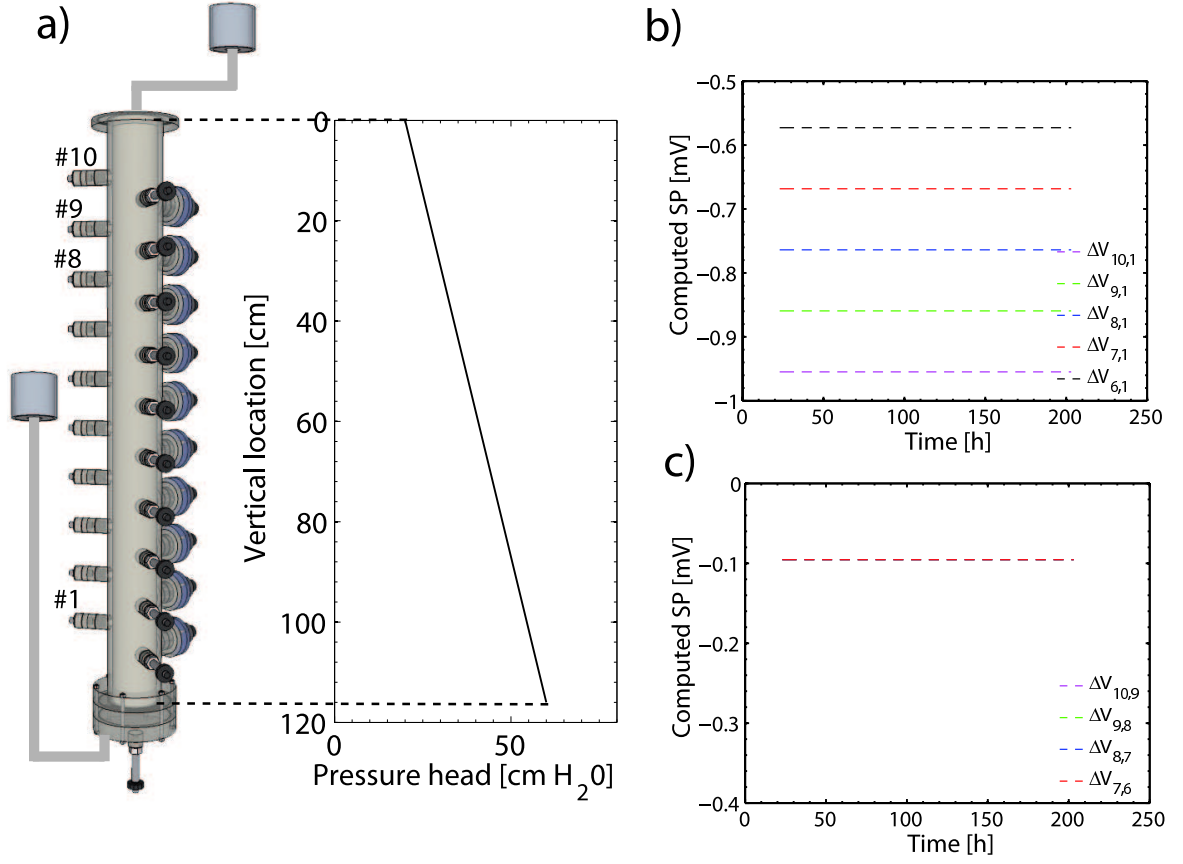 a)
#10
#9
#8
#1
Vertical location [cm]
0
20
40
60
80
100
120
0
50
Pressure head [cm H₂0]
b)
Computed SP [mV]
−0.5
−0.6
−0.7
−0.8
−0.9
−1
0
50
100
150
200
250
Time [h]
ΔV10,1
ΔV9,1
ΔV8,1
ΔV7,1
ΔV6,1
c)
Computed SP [mV]
0
−0.1
−0.2
−0.3
−0.4
0
50
100
150
200
250
Time [h]
ΔV10,9
ΔV9,8
ΔV8,7
ΔV7,6